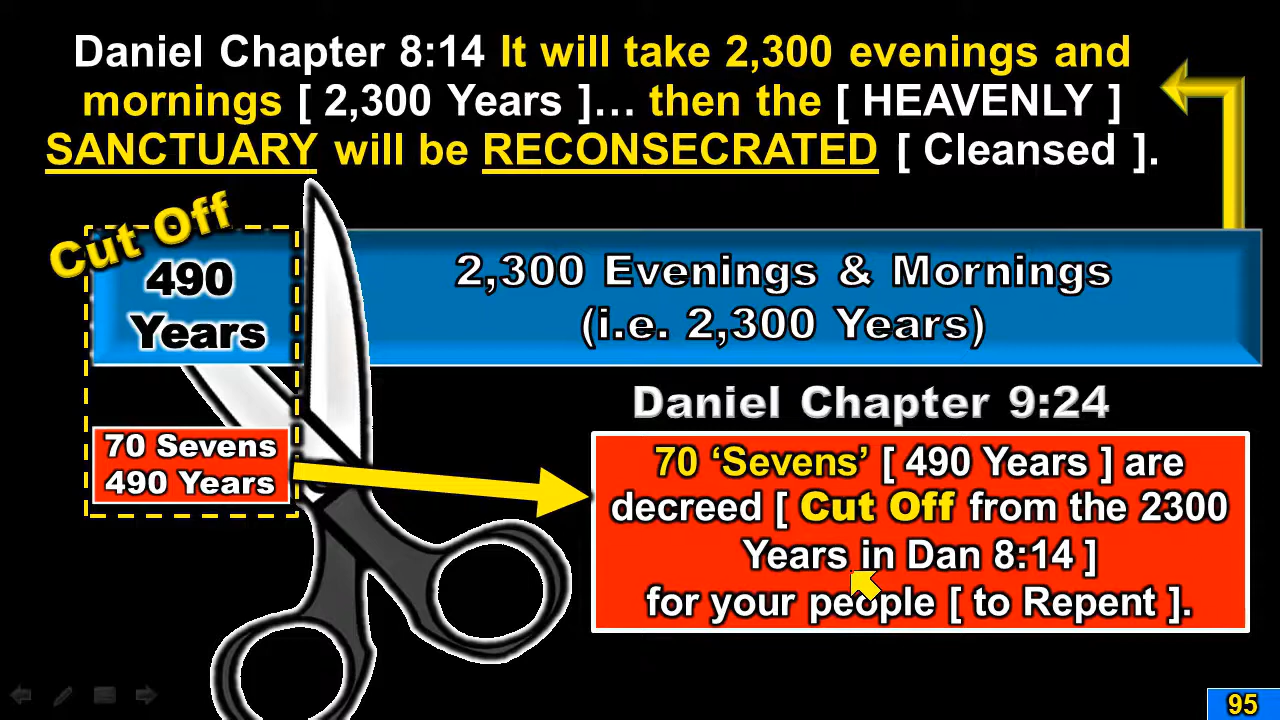 Daniel Chapter 8:14 It will take 2,300 evenings and
mornings [ 2,300 Years ]... then the [ HEAVENLY ]
SANCTUARY will be RECONSECRATED [ Cleansed ].
Cut Off
490
Years
2,300 Evenings & Mornings
(i.e. 2,300 Years)
Daniel Chapter 9:24
70 Sevens
490 Years
70 ‘Sevens’ [ 490 Years ] are
decreed [ Cut Off from the 2300
Years in Dan 8:14 ]
for your people [ to Repent ].
95